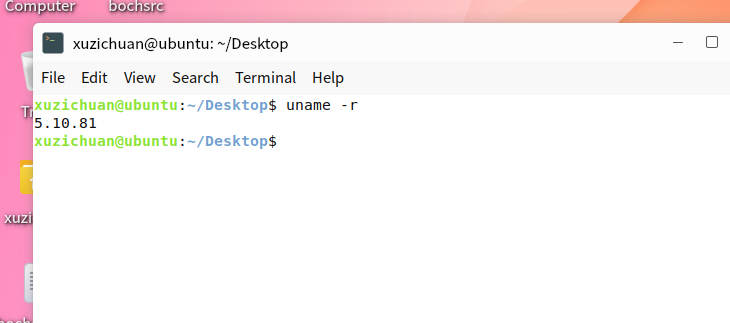 Computer bochsrc
xuzichuan@ubuntu: ~/Desktop
File Edit View Search Terminal Help
xuzichuan@ubuntu:~/Desktop$ uname -r
5.10.81
xuzichuan@ubuntu:~/Desktop$